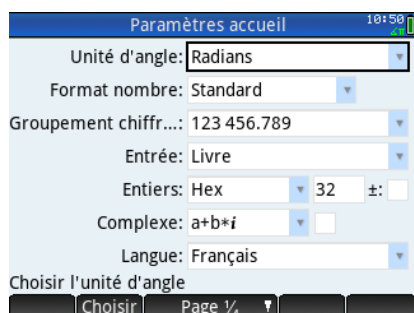 Paramètres accueil 10:50
∠π
Unité d'angle: Radians
Format nombre: Standard
Groupement chiffr...: 123 456.789
Entrée: Livre
Entiers: Hex 32 ±:
Complexe: a+b*i
Langue: Français
Choisir l'unité d'angle
Choisir Page ¼